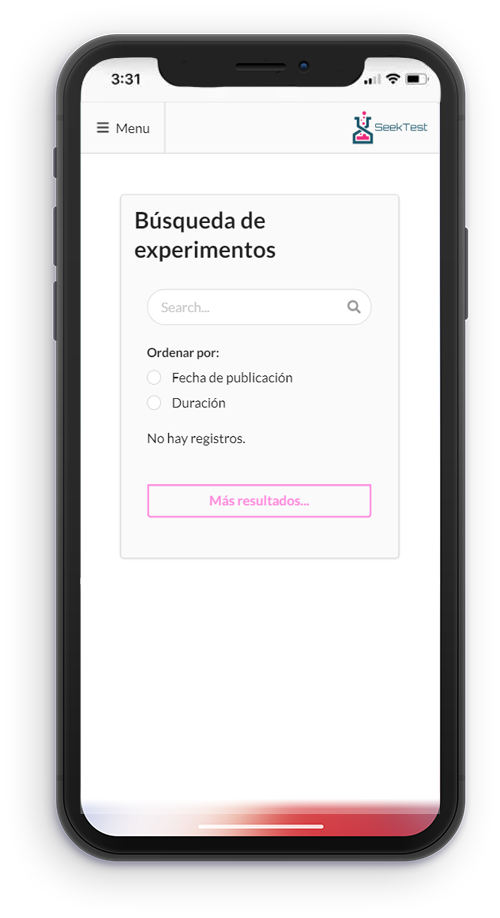 3:31
Menu
SeekTest
Búsqueda de
experimentos
Search...
Ordenar por:
Fecha de publicación
Duración
No hay registros.
Más resultados...